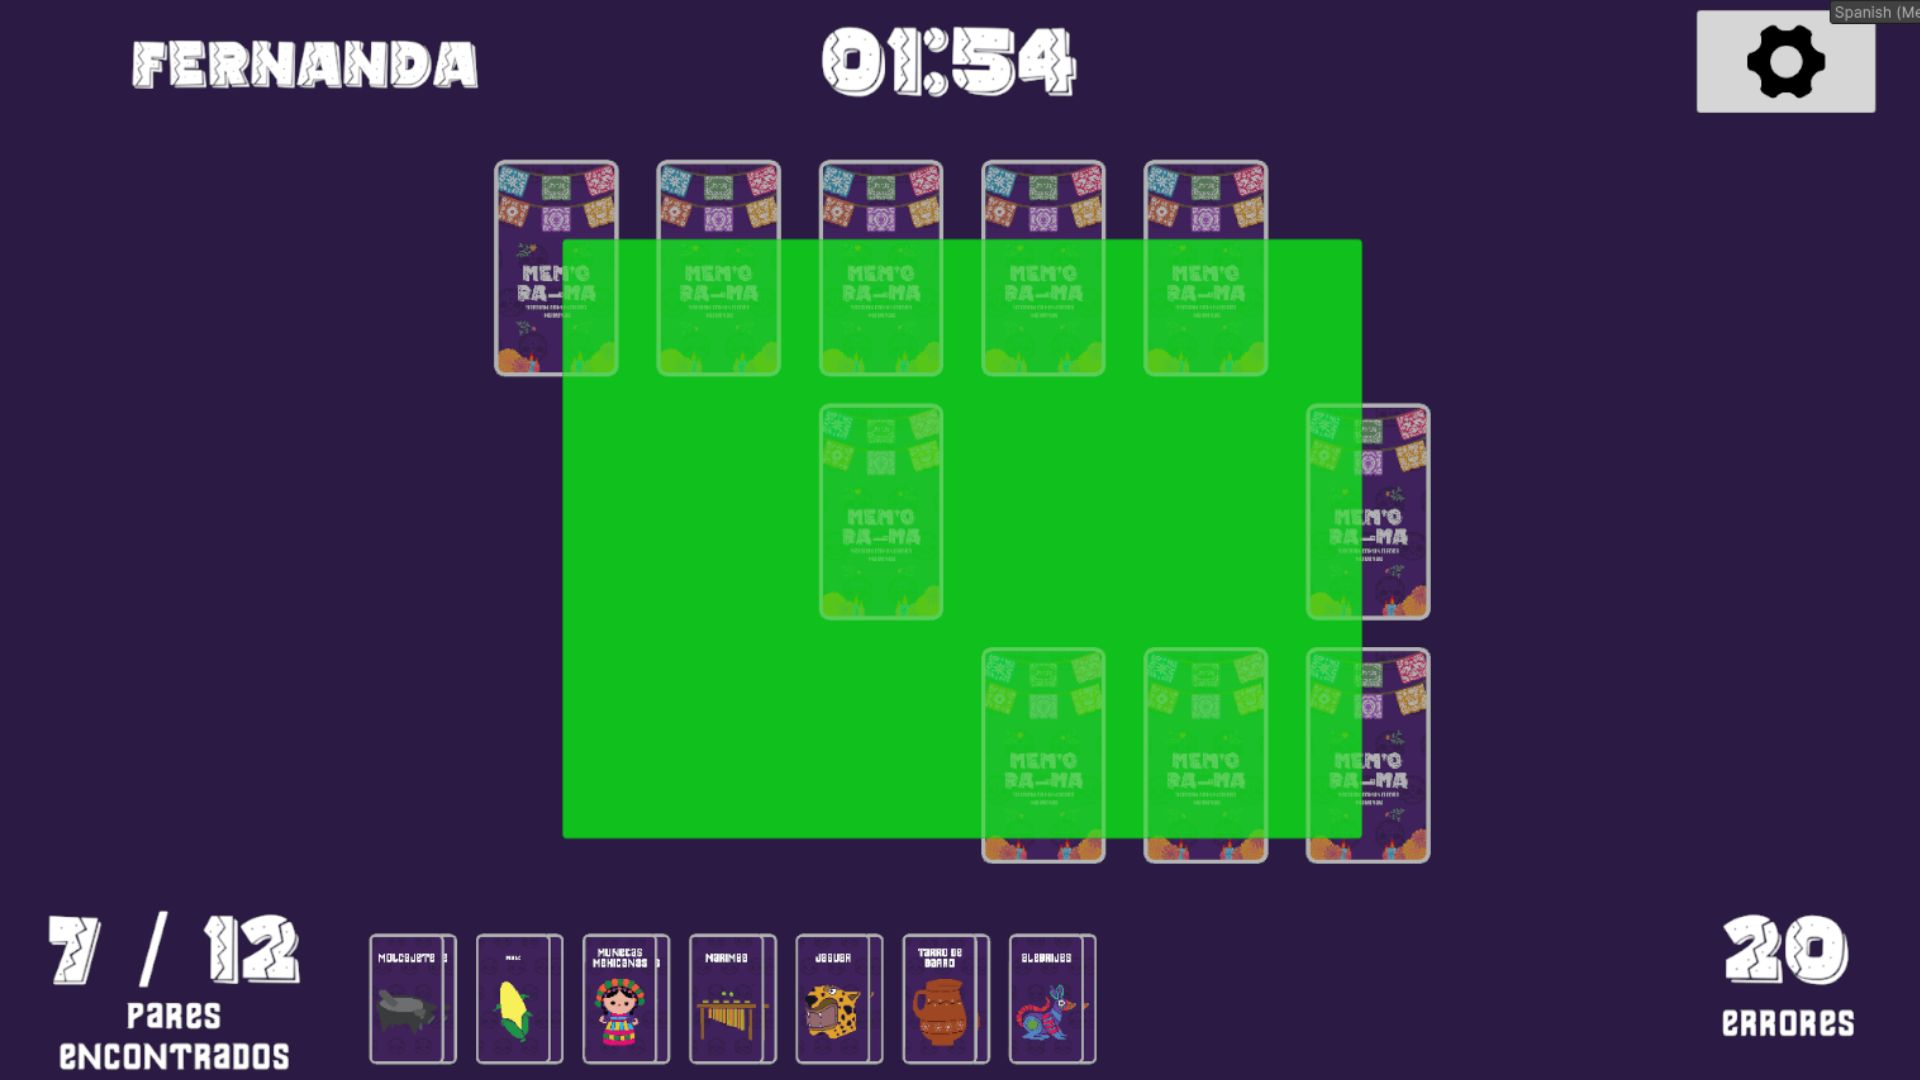 Spanish (Me
FERNANDA
01:54
MEM'O
RA-MA
MEM'O
RA-MA
MEM'O
RA-MA
MEM'O
RA-MA
MEM'O
RA-MA
MEM'O
RA-MA
MEM'O
RA-MA
MEM'O
RA-MA
MEM'O
RA-MA
MEM'O
RA-MA
7 / 12
PARES
ENCONTRADOS
MOLCAJETE
MUÑECAS
MEXICANAS
MARIMBA
JAGUAR
TARRO DE
BARRO
ALEBRIJES
20
ERRORES